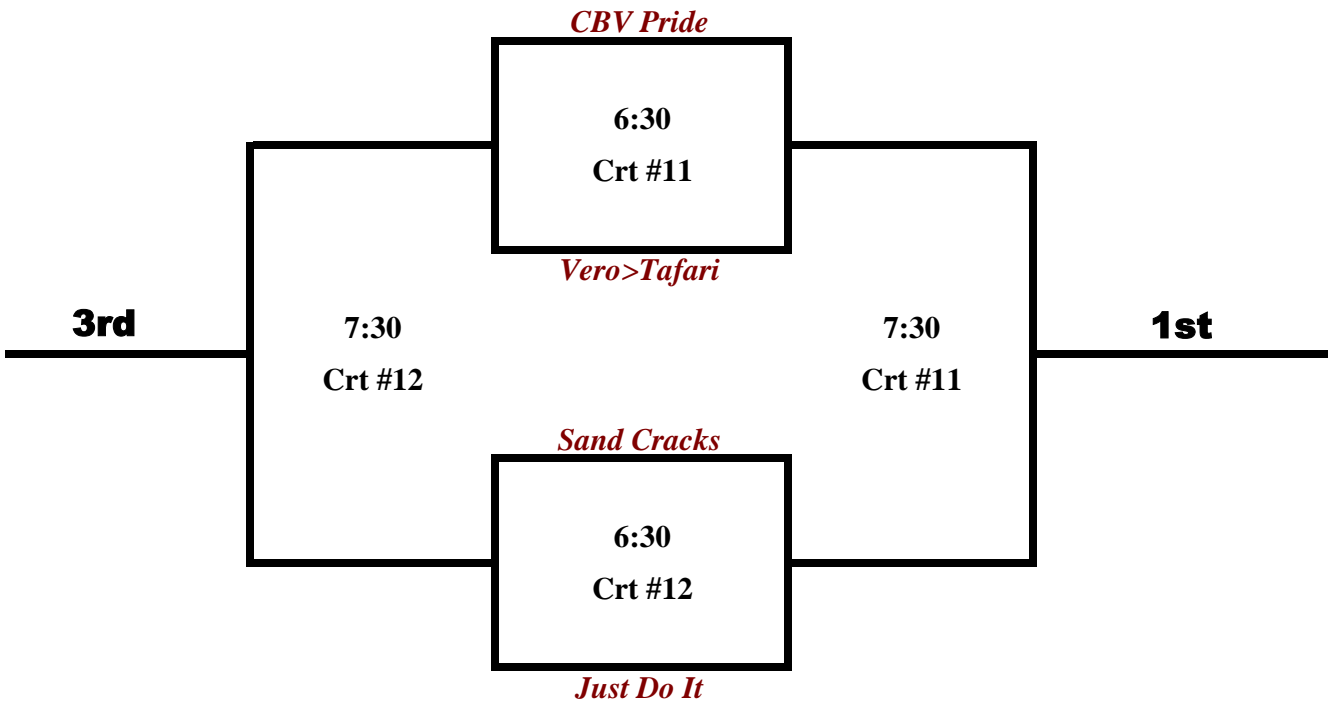 CBV Pride
6:30
Crt #11
Vero>Tafari
3rd
7:30
Crt #12
7:30
Crt #11
1st
Sand Cracks
6:30
Crt #12
Just Do It